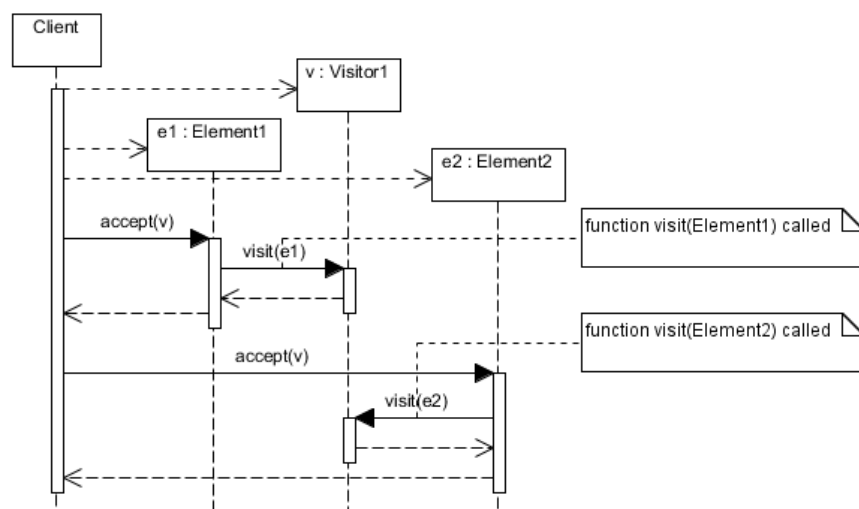 Client
v : Visitor1
e1 : Element1
e2 : Element2
accept(v)
function visit(Element1) called
visit(e1)
function visit(Element2) called
accept(v)
visit(e2)